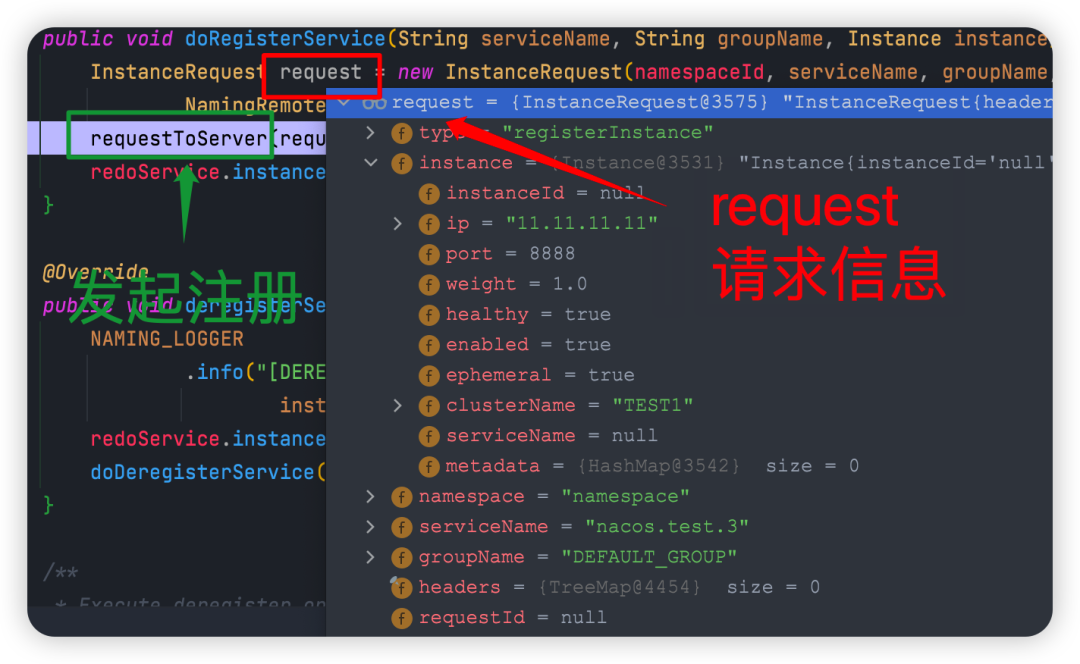 public void doRegisterService(String serviceName, String groupName, Instance instance
InstanceRequest request = new InstanceRequest(namespaceId, serviceName, groupName,
NamingRemote
request = {InstanceRequest@3575} "InstanceRequest{header
type = "registerInstance"
requestToServer(requ
instance = {Instance@3531} "Instance{instanceId='null'
redoService.instance
instanceId = null
}
ip = "11.11.11.11"
request
port = 8888
@Override
请求信息
weight = 1.0
发起注册
public void deregisterSe
healthy = true
NAMING_LOGGER
enabled = true
.info("[DERE
ephemeral = true
inst
clusterName = "TEST1"
redoService.instance
serviceName = null
doDeregisterService(
metadata = {HashMap@3542} size = 0
}
namespace = "namespace"
serviceName = "nacos.test.3"
groupName = "DEFAULT_GROUP"
/**
headers = {TreeMap@4454} size = 0
* Execute deregister op
requestId = null